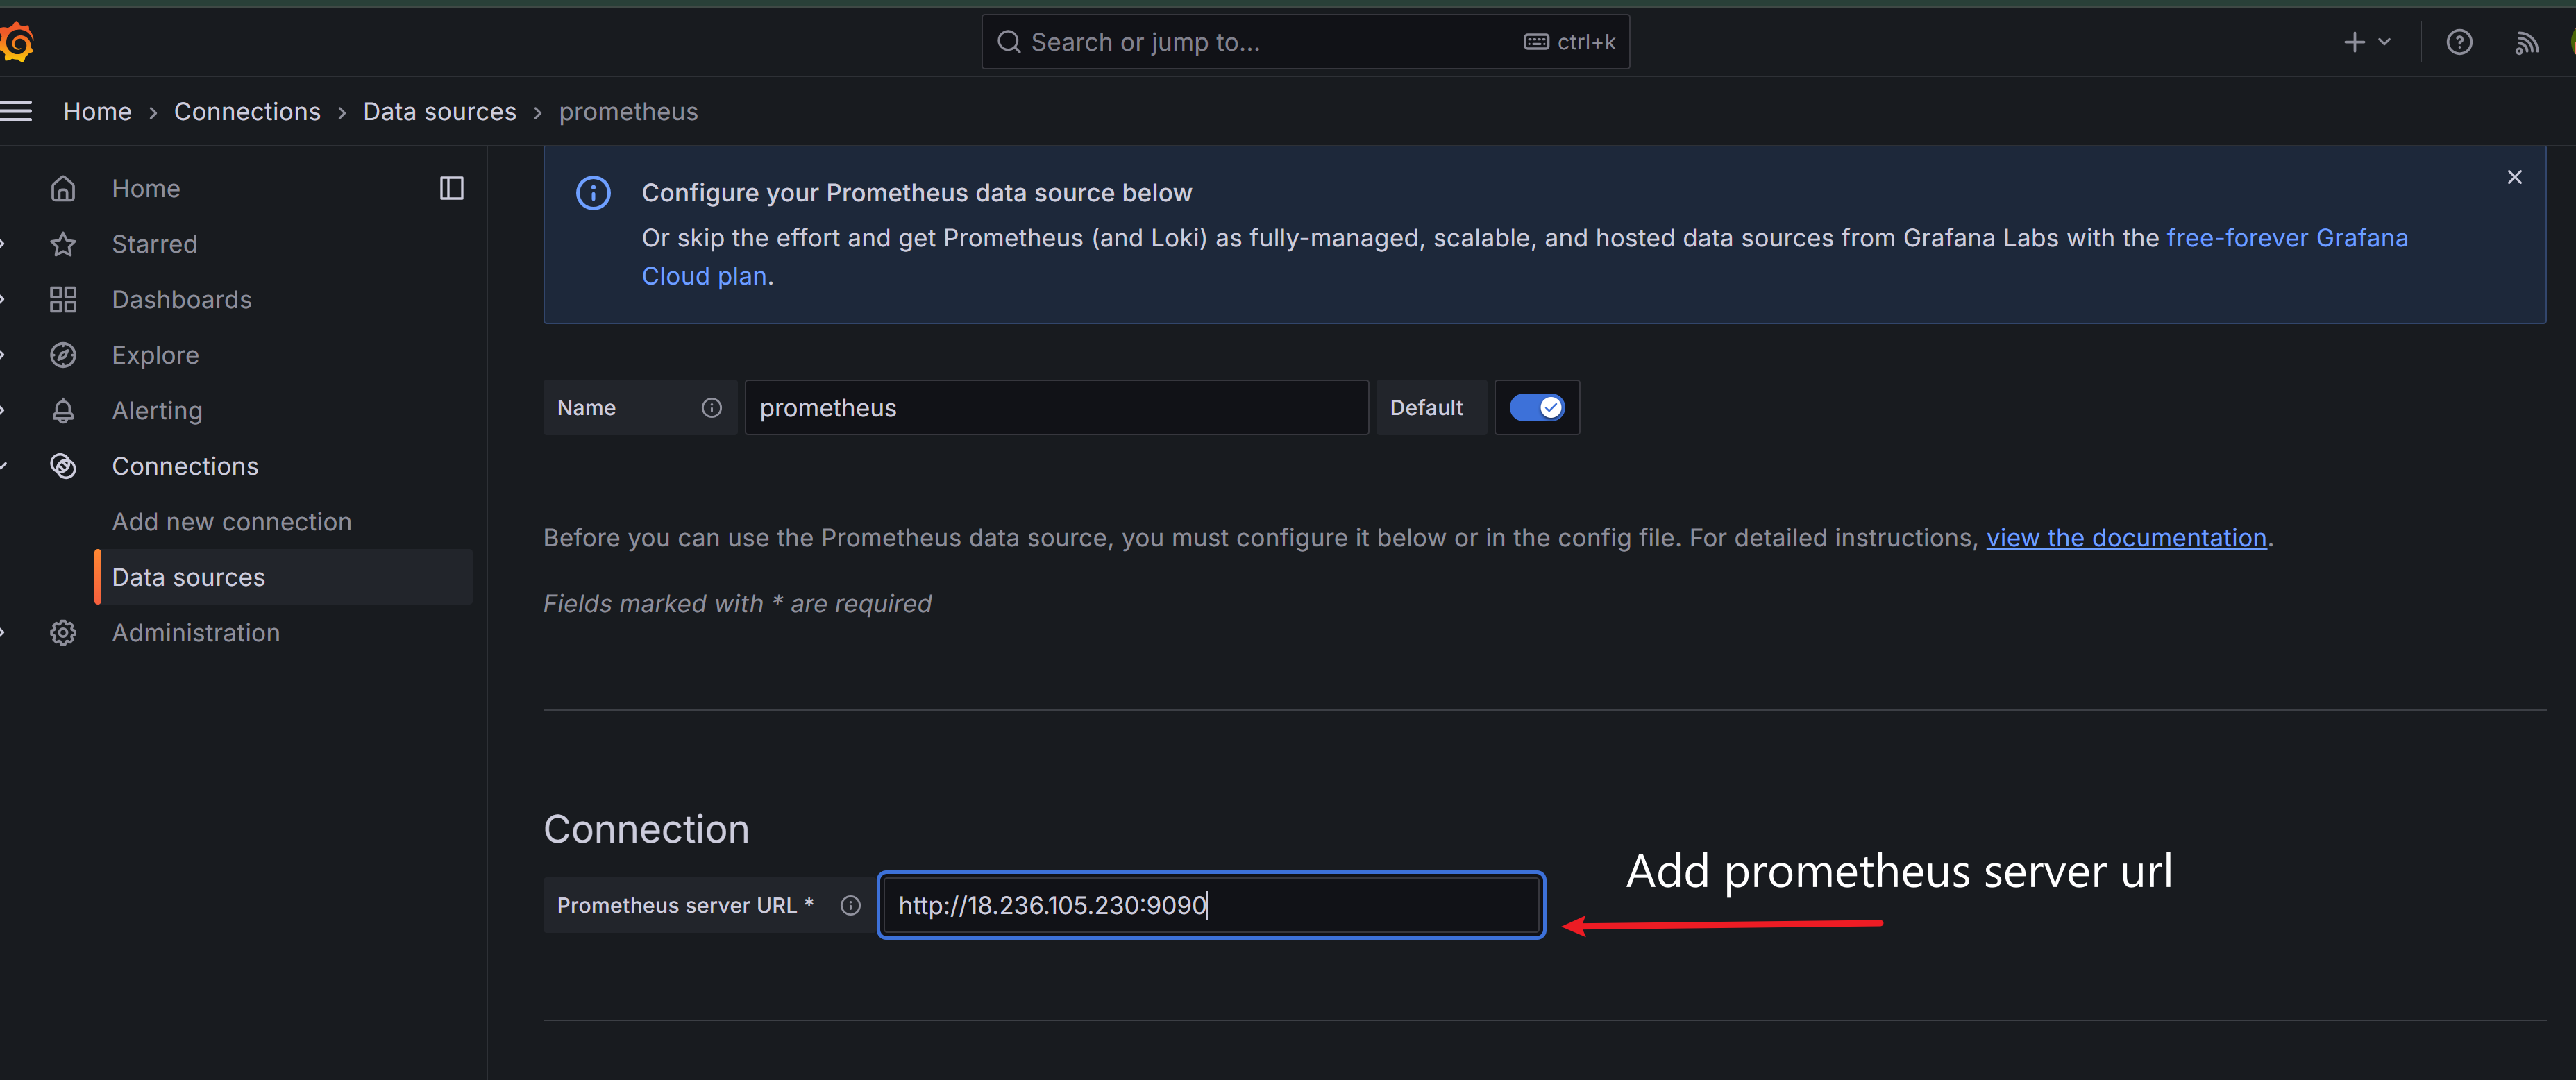 Search or jump to...
ctrl+k
Home › Connections › Data sources › prometheus
Home
Starred
Dashboards
Explore
Alerting
Connections
Add new connection
Data sources
Administration
Configure your Prometheus data source below
Or skip the effort and get Prometheus (and Loki) as fully-managed, scalable, and hosted data sources from Grafana Labs with the free-forever Grafana
Cloud plan.
Name
prometheus
Default
Before you can use the Prometheus data source, you must configure it below or in the config file. For detailed instructions, view the documentation.
Fields marked with * are required
Connection
Prometheus server URL *
http://18.236.105.230:9090
Add prometheus server url